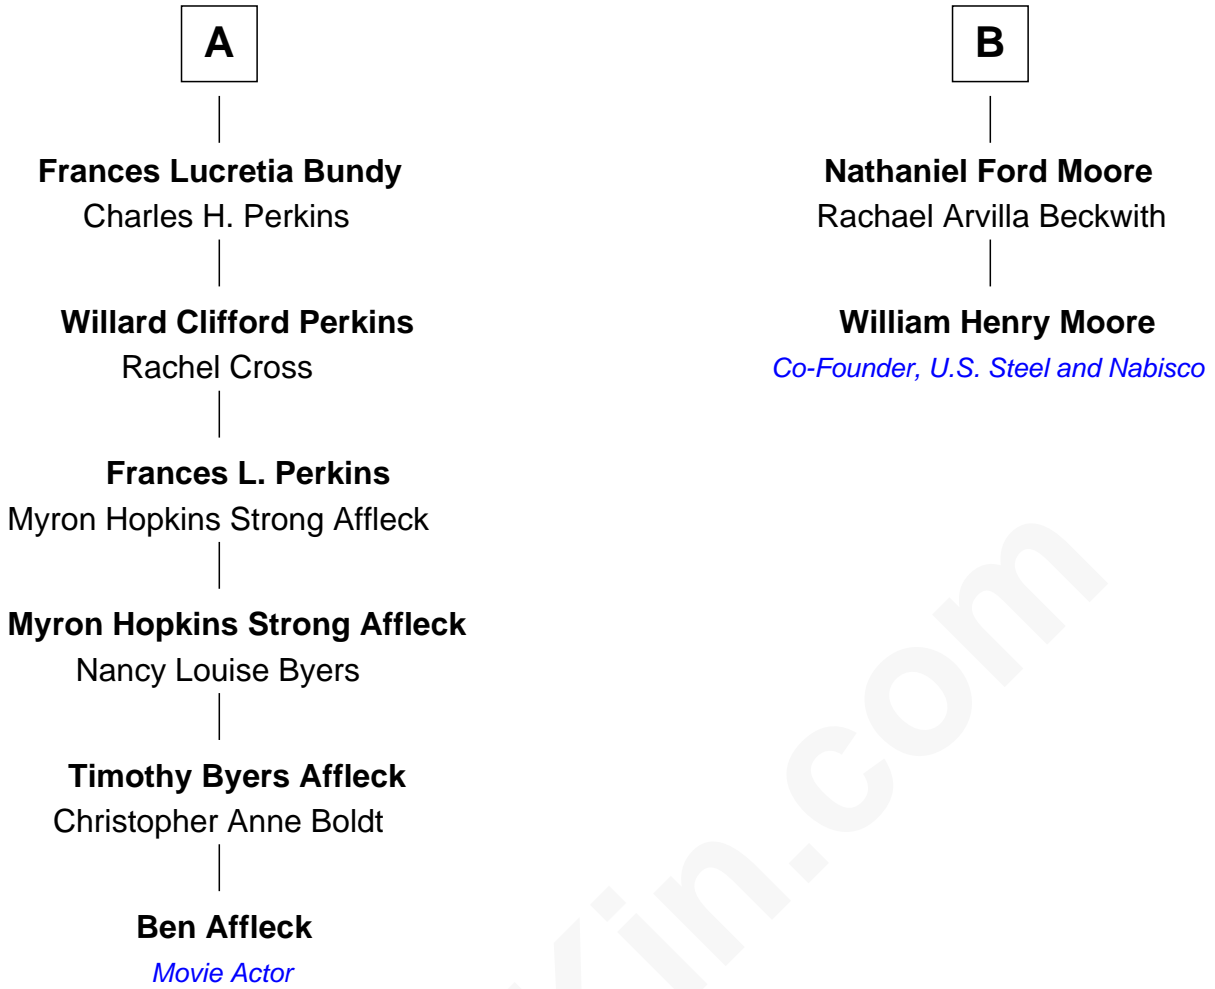 A
Frances Lucretia Bundy
Charles H. Perkins
Willard Clifford Perkins
Rachel Cross
Frances L. Perkins
Myron Hopkins Strong Affleck
Myron Hopkins Strong Affleck
Nancy Louise Byers
Timothy Byers Affleck
Christopher Anne Boldt
Ben Affleck
Movie Actor
B
Nathaniel Ford Moore
Rachael Arvilla Beckwith
William Henry Moore
Co-Founder, U.S. Steel and Nabisco